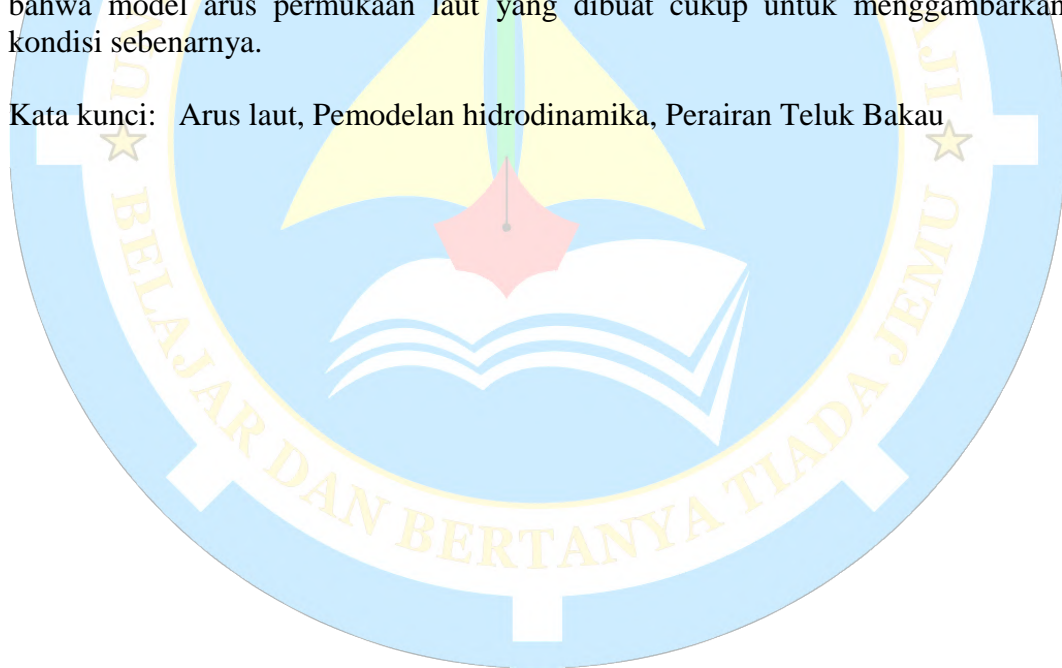 bahwa model arus permukaan laut yang dibuat cukup untuk menggambarkan
kondisi sebenarnya.
Kata kunci: Arus laut, Pemodelan hidrodinamika, Perairan Teluk Bakau
BELAJAR DAN BERTANYA TIADA JEMU